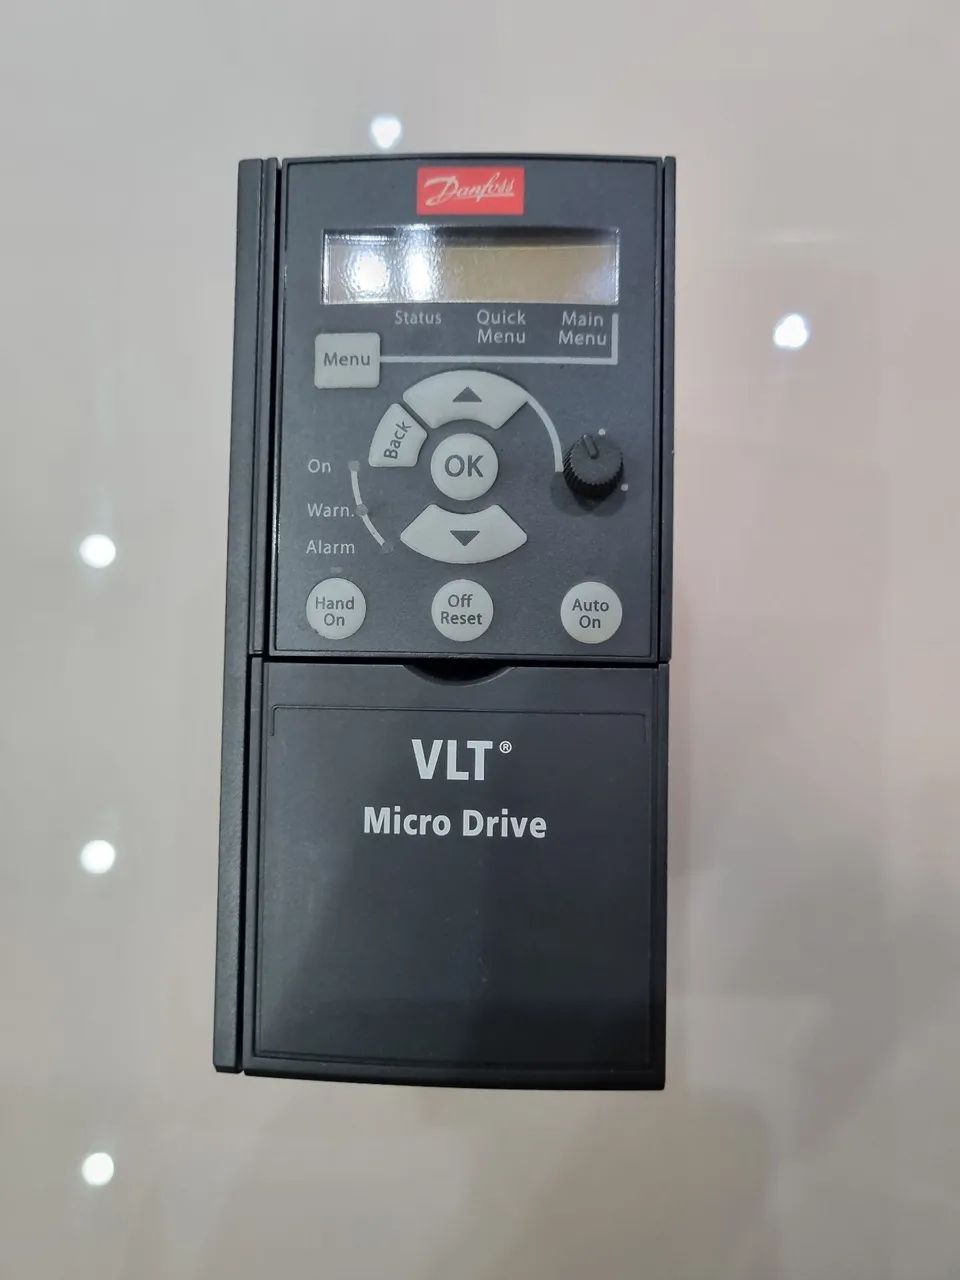 Danfoss
Status
Quick
Menu
Main
Menu
Menu
Back
OK
On
Warn.
Alarm
Hand
On
Off
Reset
Auto
On
VLT®
Micro Drive